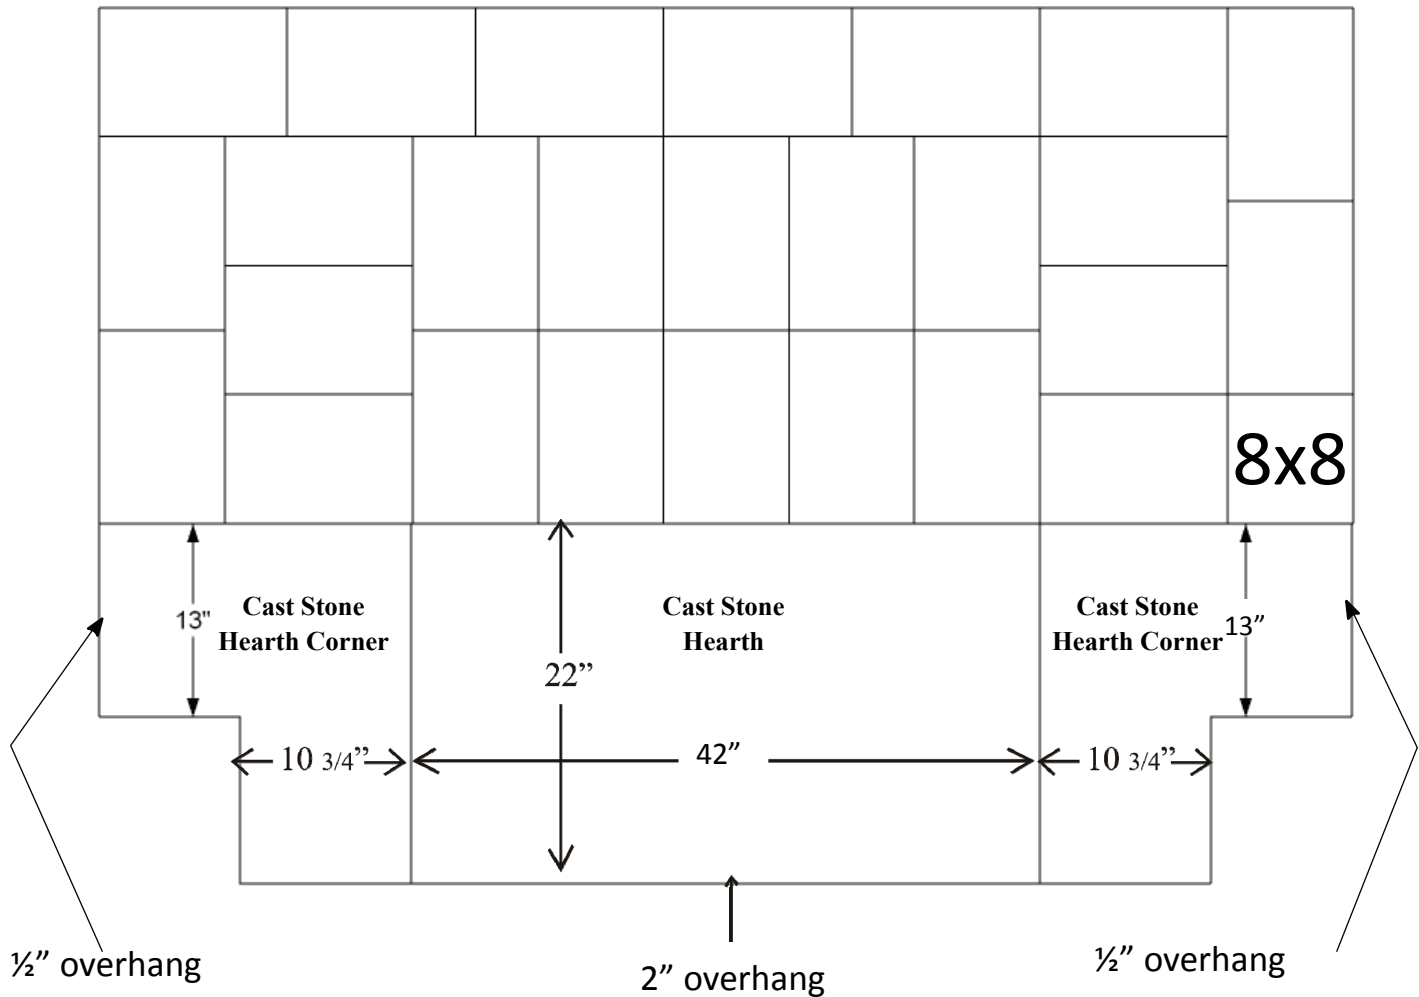 8x8
13"
Cast Stone
Hearth Corner
Cast Stone
Hearth
Cast Stone
Hearth Corner
13”
22”
10 3/4”
42”
10 3/4”
½” overhang
2” overhang
½” overhang